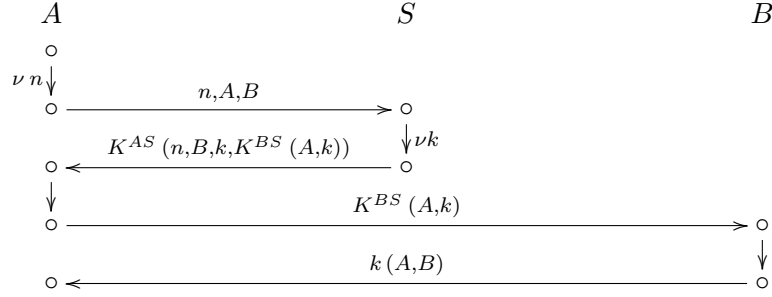 A S B
ν n
n,A,B
νk
K^{AS} (n,B,k,K^{BS} (A,k))
K^{BS} (A,k)
k (A,B)